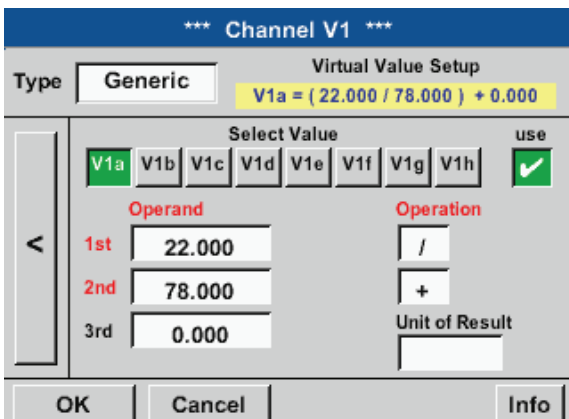 *** Channel V1 ***
Type Generic
Virtual Value Setup
V1a = ( 22.000 / 78.000 ) + 0.000
Select Value
use
V1a V1b V1c V1d V1e V1f V1g V1h
Operand
Operation
< 1st 22.000 /
2nd 78.000 +
3rd 0.000
Unit of Result
OK Cancel Info